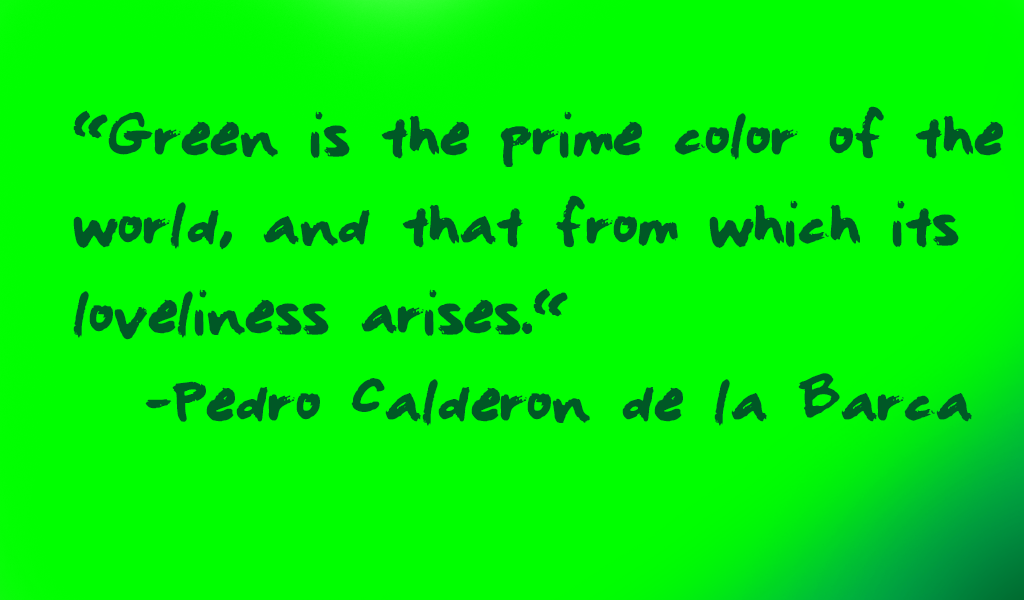 “Green is the prime color of the
world, and that from which its
loveliness arises.“
-Pedro Calderon de la Barca